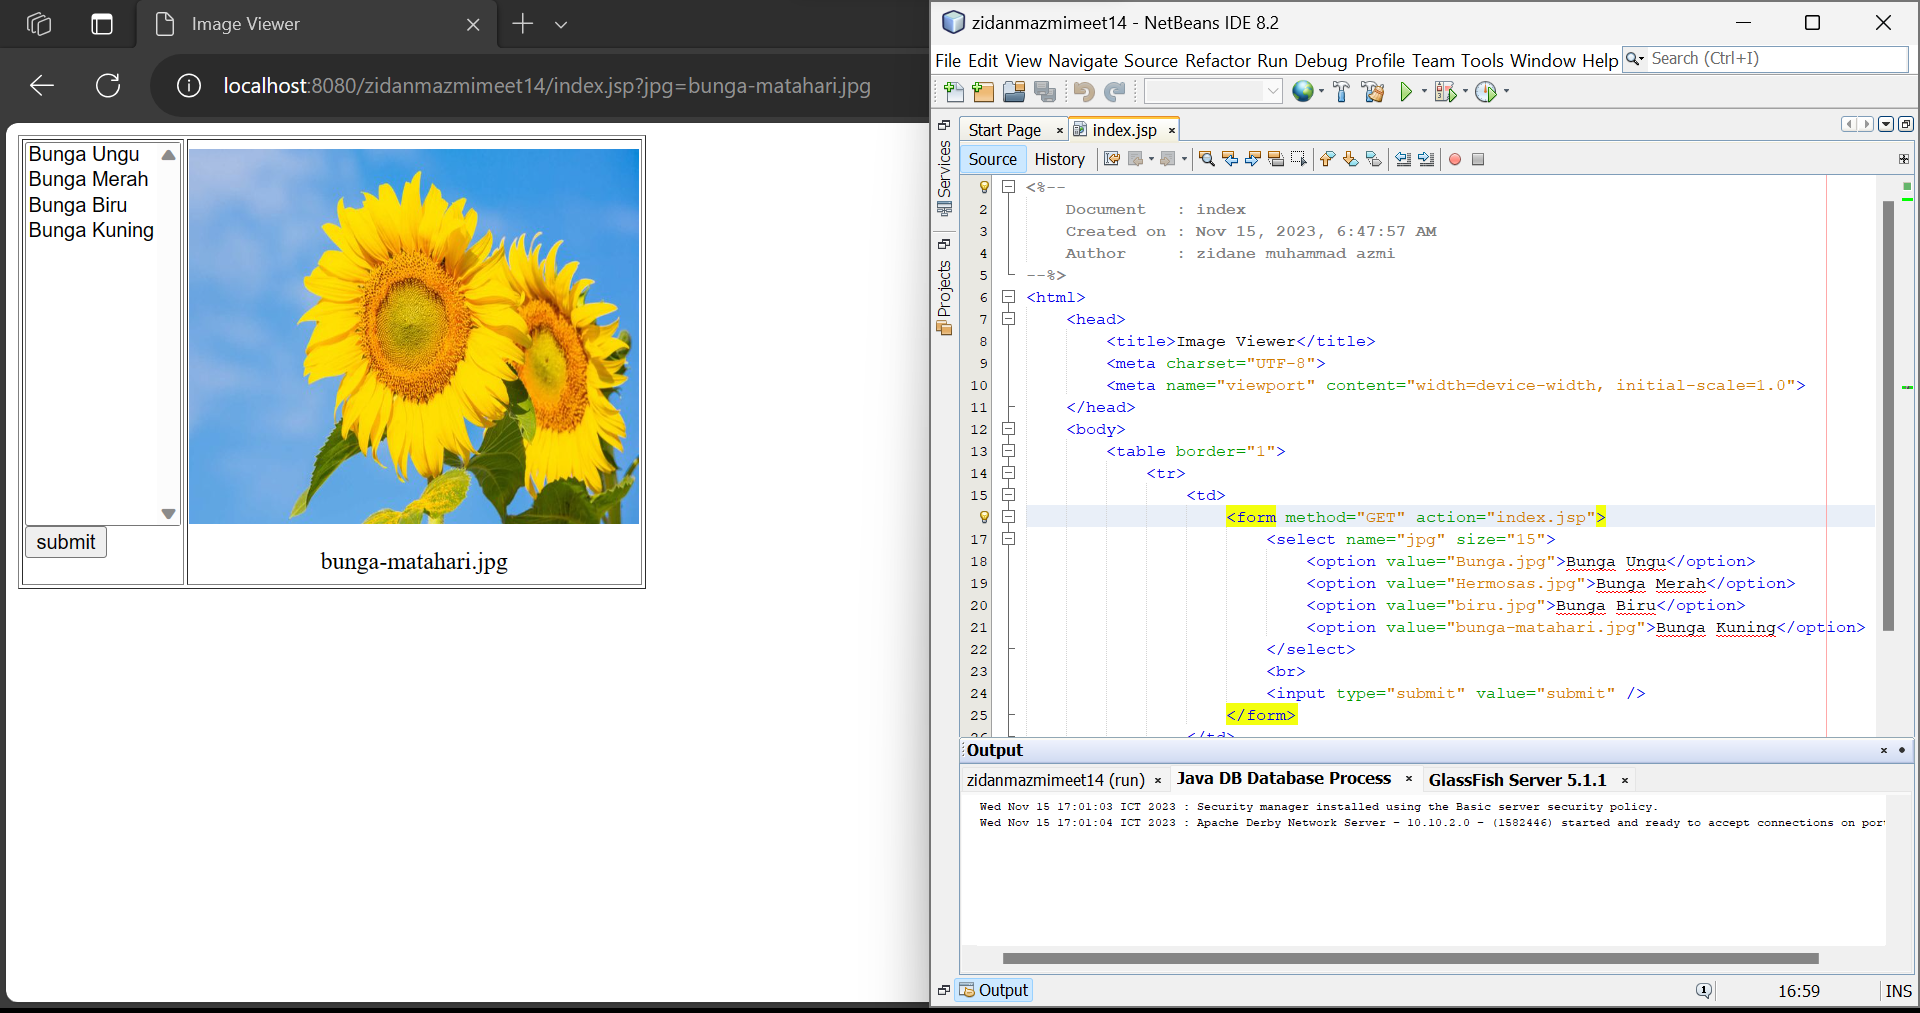 Image Viewer
localhost:8080/zidanmazmimeet14/index.jsp?jpg=bunga-matahari.jpg
Bunga Ungu
Bunga Merah
Bunga Biru
Bunga Kuning
submit
bunga-matahari.jpg
zidanmazmimeet14 - NetBeans IDE 8.2
File Edit View Navigate Source Refactor Run Debug Profile Team Tools Window Help
Search (Ctrl+I)
Services
Projects
Start Page
index.jsp
Source History
<%--
2 Document : index
3 Created on : Nov 15, 2023, 6:47:57 AM
4 Author : zidane muhammad azmi
5 --%>
6 <html>
7 <head>
8 <title>Image Viewer</title>
9 <meta charset="UTF-8">
10 <meta name="viewport" content="width=device-width, initial-scale=1.0">
11 </head>
12 <body>
13 <table border="1">
14 <tr>
15 <td>
<form method="GET" action="index.jsp">
17 <select name="jpg" size="15">
18 <option value="Bunga.jpg">Bunga Ungu</option>
19 <option value="Hermosas.jpg">Bunga Merah</option>
20 <option value="biru.jpg">Bunga Biru</option>
21 <option value="bunga-matahari.jpg">Bunga Kuning</option>
22 </select>
23 <br>
24 <input type="submit" value="submit" />
25 </form>
26 </td>
Output
zidanmazmimeet14 (run) Java DB Database Process GlassFish Server 5.1.1
Wed Nov 15 17:01:03 ICT 2023 : Security manager installed using the Basic server security policy.
Wed Nov 15 17:01:04 ICT 2023 : Apache Derby Network Server - 10.10.2.0 - (1582446) started and ready to accept connections on
Output
16:59 INS